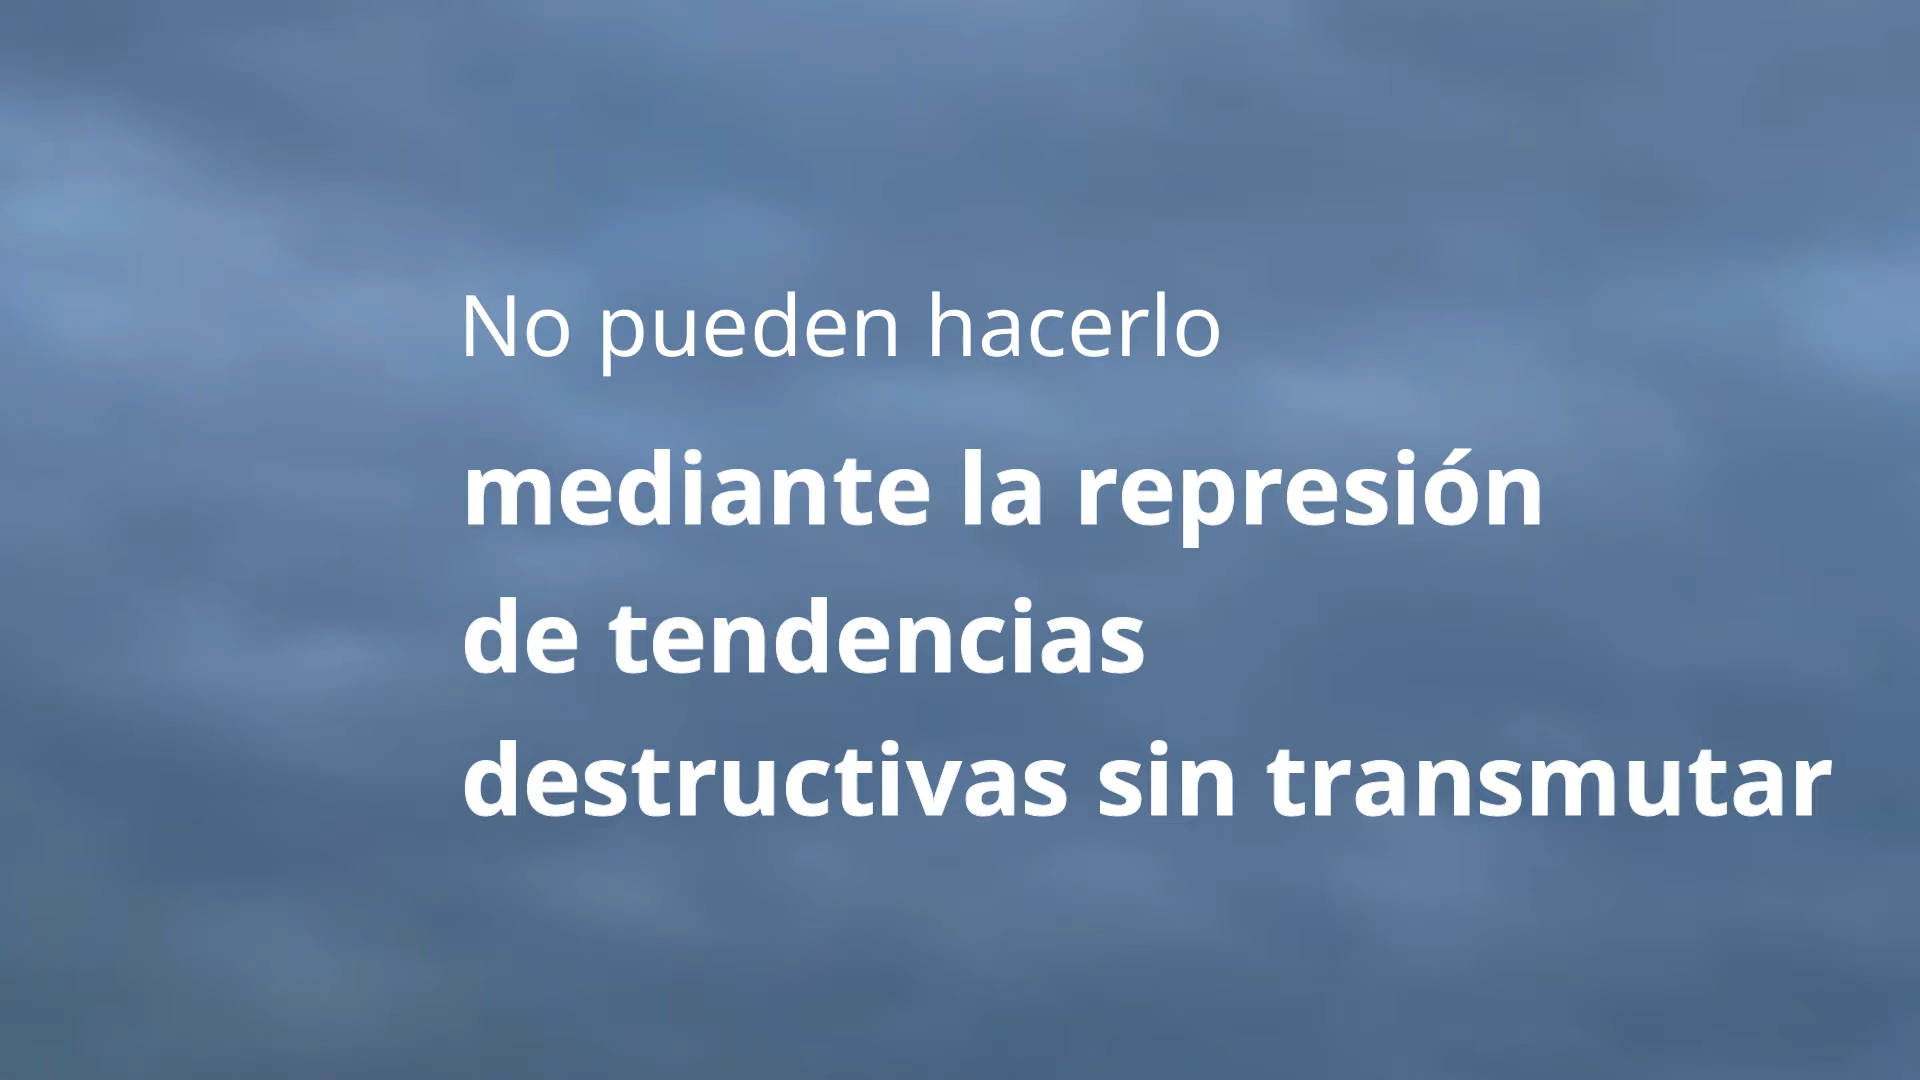 No pueden hacerlo
mediante la represión
de tendencias
destructivas sin transmutar